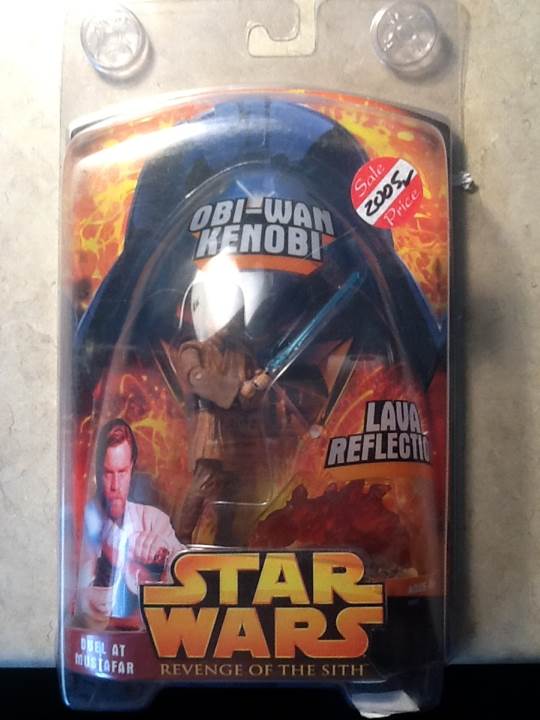 OBI-WAN
KENOBI
Sale
2005
Price
LAVA
REFLECTIO
STAR
WARS
REVENGE OF THE SITH
DUEL AT
MUSTAFAR